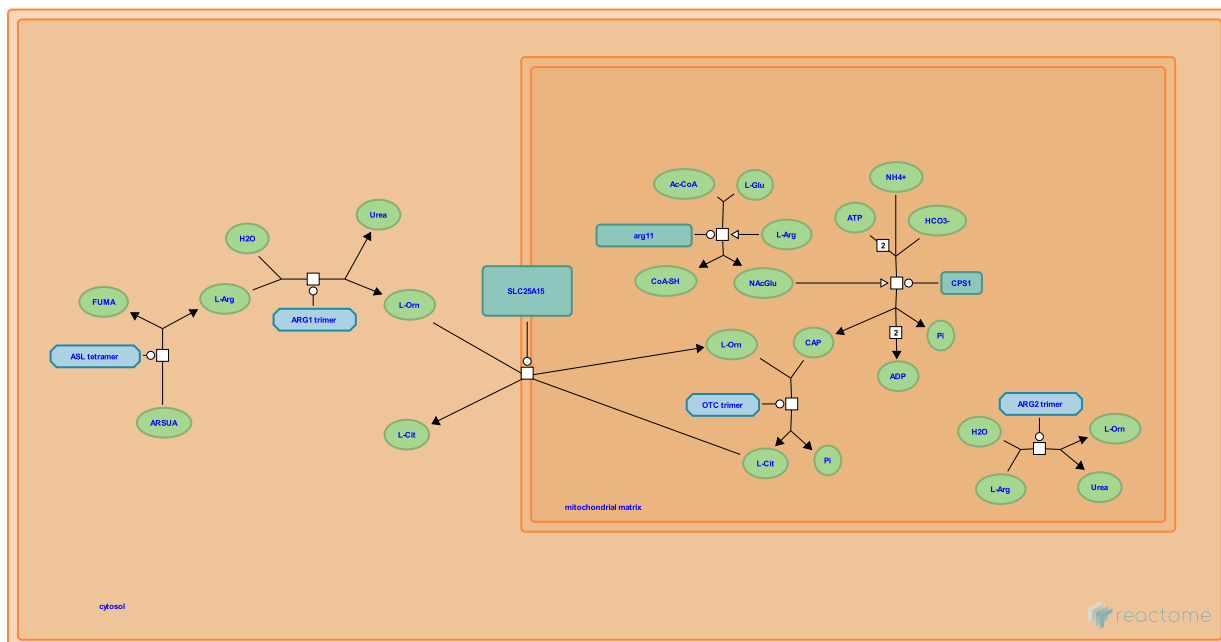 NH4+
Ac-CoA
L-Glu
Urea
ATP
HCO3-
H2O
arg11
L-Arg
2
CoA-SH
NAcGlu
CPS1
SLC25A15
FUMA
L-Arg
L-Orn
ARG1 trimer
2
Pi
L-Orn
CAP
ASL tetramer
ADP
OTC trimer
ARG2 trimer
ARSUA
L-Cit
H2O
L-Orn
L-Cit
Pi
L-Arg
Urea
mitochondrial matrix
cytosol
reactome